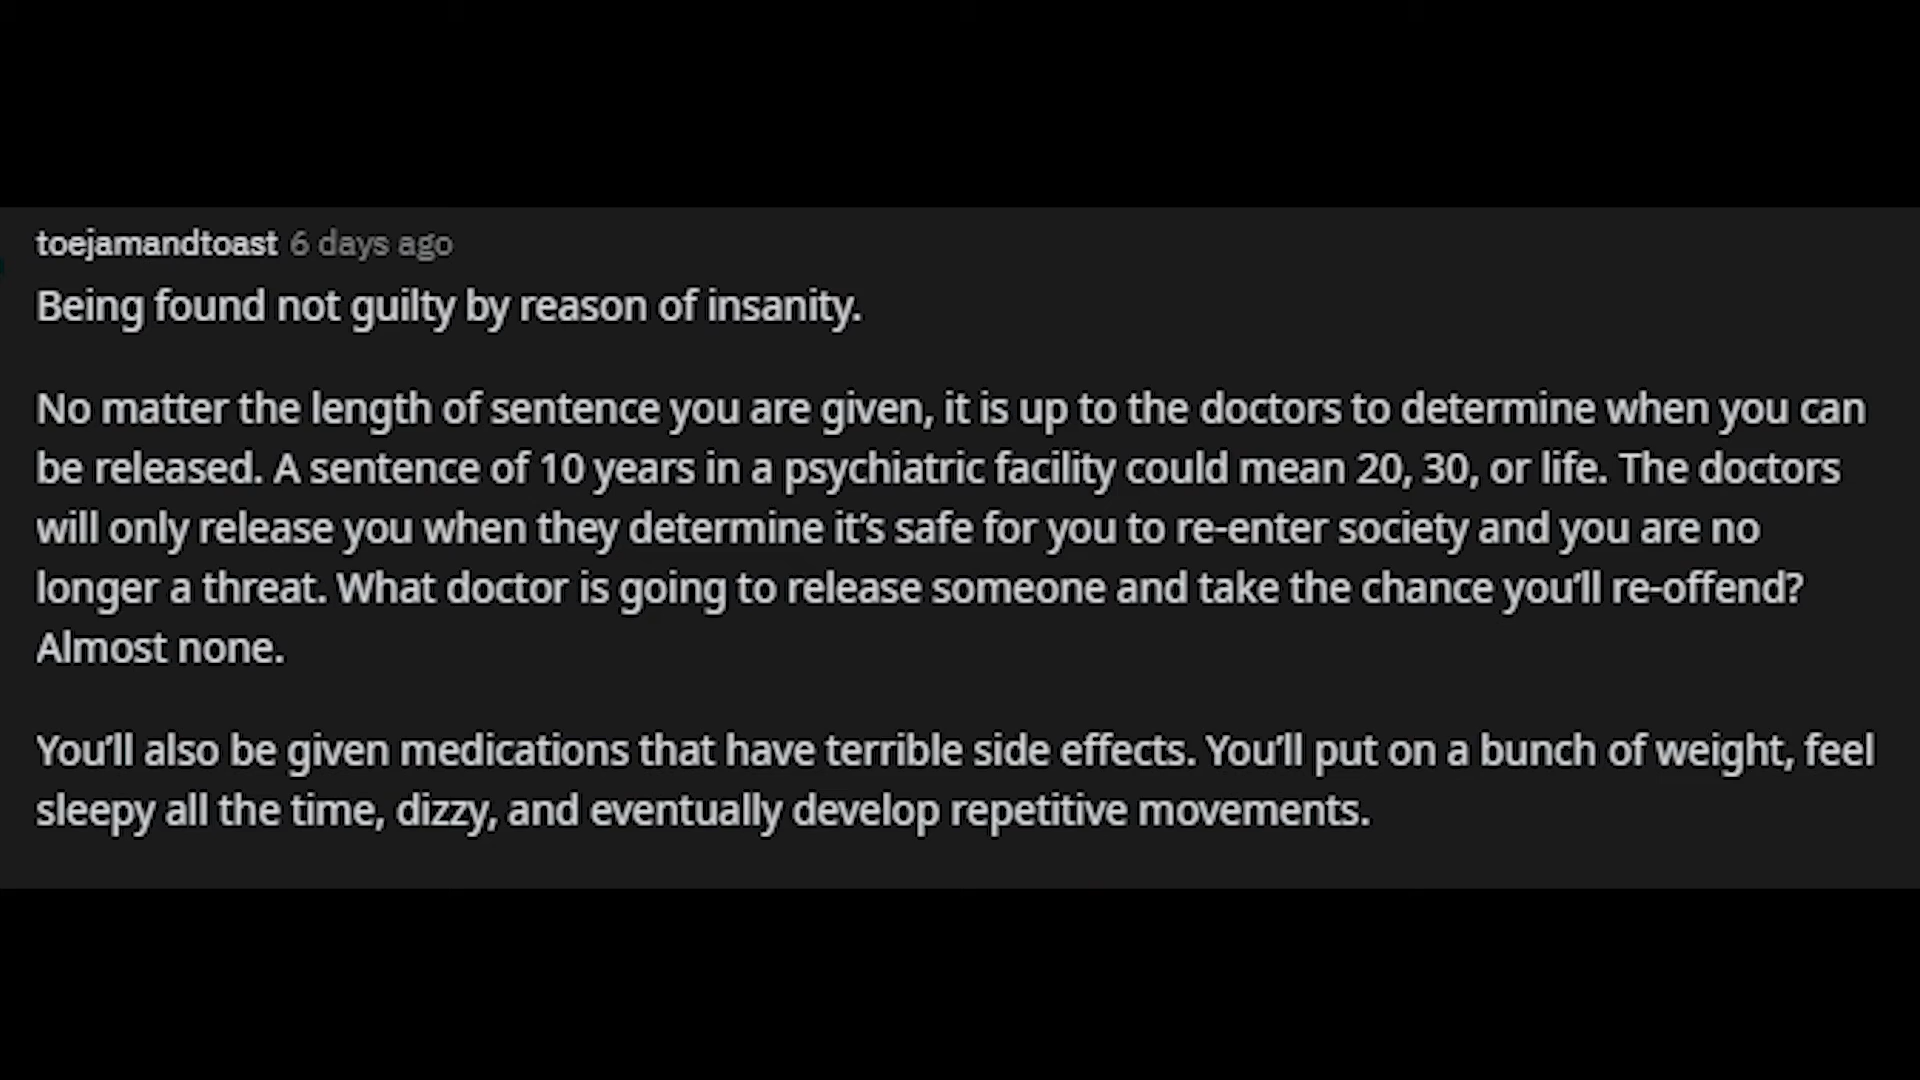 toejamandtoast 6 days ago
Being found not guilty by reason of insanity.
No matter the length of sentence you are given, it is up to the doctors to determine when you can
be released. A sentence of 10 years in a psychiatric facility could mean 20, 30, or life. The doctors
will only release you when they determine it’s safe for you to re-enter society and you are no
longer a threat. What doctor is going to release someone and take the chance you’ll re-offend?
Almost none.
You’ll also be given medications that have terrible side effects. You’ll put on a bunch of weight, feel
sleepy all the time, dizzy, and eventually develop repetitive movements.